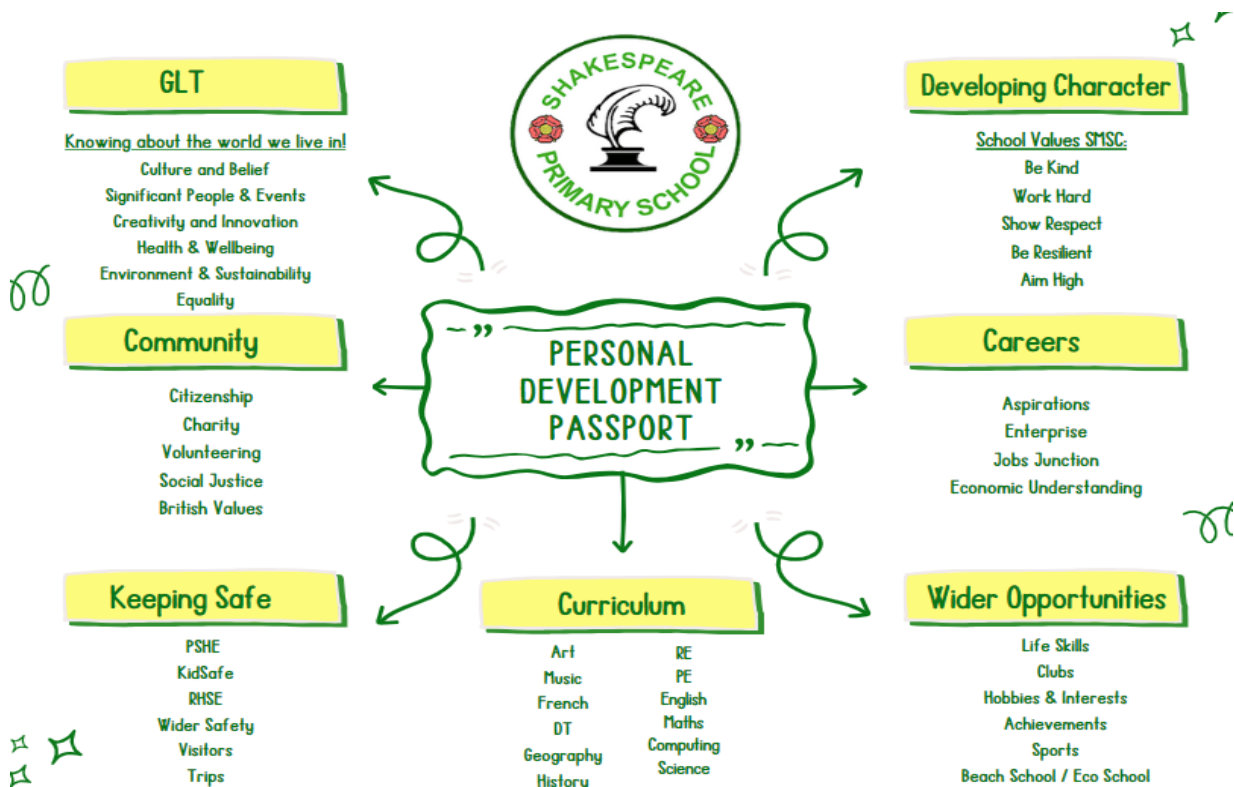 SHAKESPEARE
PRIMARY SCHOOL
GLT
Knowing about the world we live in!
Culture and Belief
Significant People & Events
Creativity and Innovation
Health & Wellbeing
Environment & Sustainability
Equality
Developing Character
School Values SMSC:
Be Kind
Work Hard
Show Respect
Be Resilient
Aim High
Community
Citizenship
Charity
Volunteering
Social Justice
British Values
PERSONAL
DEVELOPMENT
PASSPORT
Careers
Aspirations
Enterprise
Jobs Junction
Economic Understanding
Keeping Safe
PSHE
KidSafe
RHSE
Wider Safety
Visitors
Trips
Curriculum
Art
Music
French
DT
Geography
History
RE
PE
English
Maths
Computing
Science
Wider Opportunities
Life Skills
Clubs
Hobbies & Interests
Achievements
Sports
Beach School / Eco School